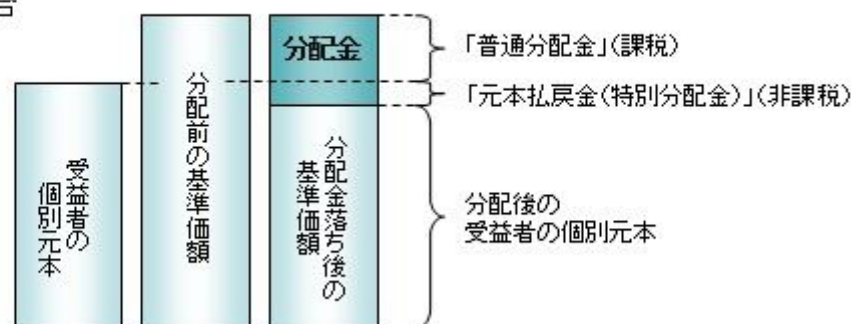 分配金
「普通分配金」(課税)
「元本払戻金(特別分配金)」(非課税)
受益者の
個別元本
分配前の基準価額
分配金落ち後の
基準価額
分配後の
受益者の個別元本